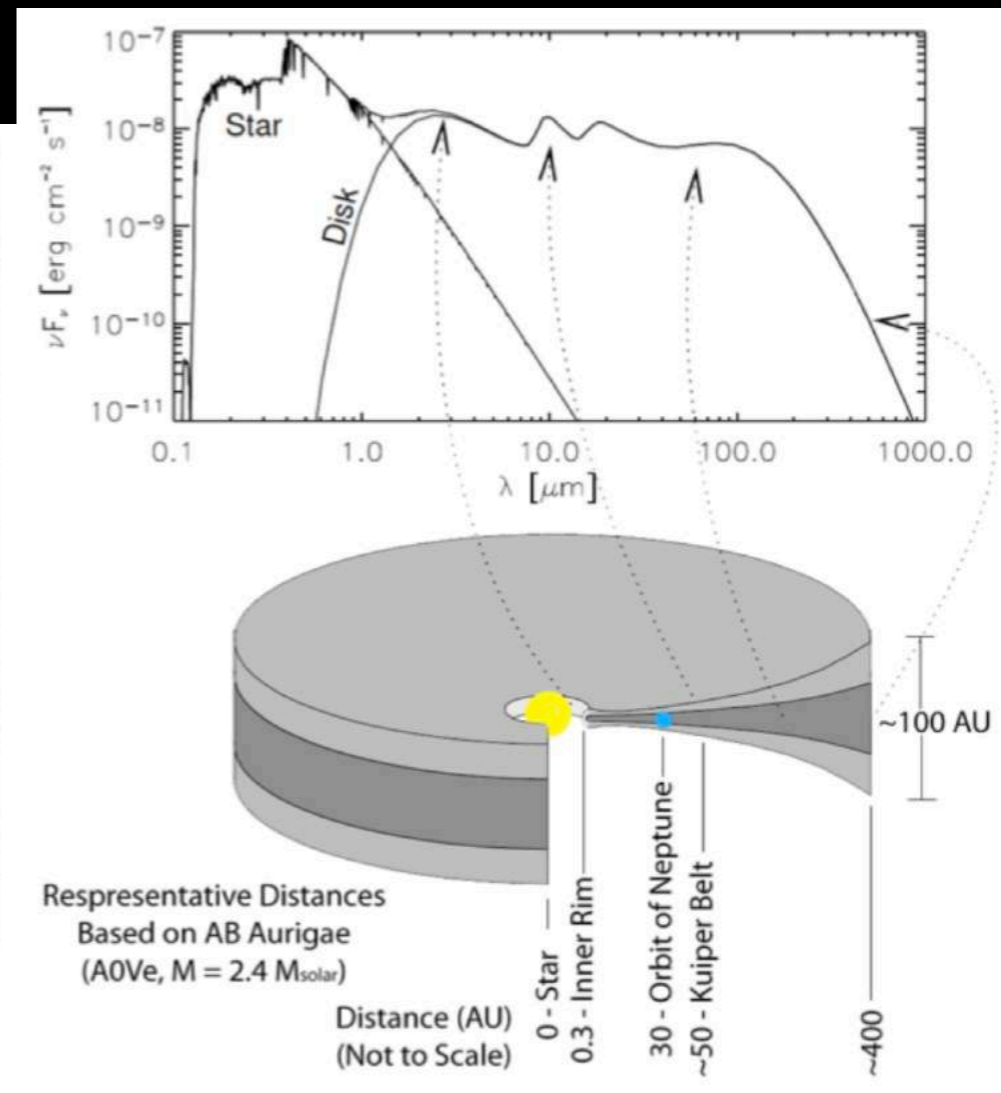 10⁻⁷
10⁻⁸
10⁻⁹
10⁻¹⁰
10⁻¹¹
νFᵥ [erg cm⁻² s⁻¹]
Star
Disk
0.1 1.0 10.0 100.0 1000.0
λ [μm]
~100 AU
Respresentative Distances
Based on AB Aurigae
(A0Ve, M = 2.4 Msolar)
Distance (AU)
(Not to Scale)
0 - Star
0.3 - Inner Rim
30 - Orbit of Neptune
~50 - Kuiper Belt
~400